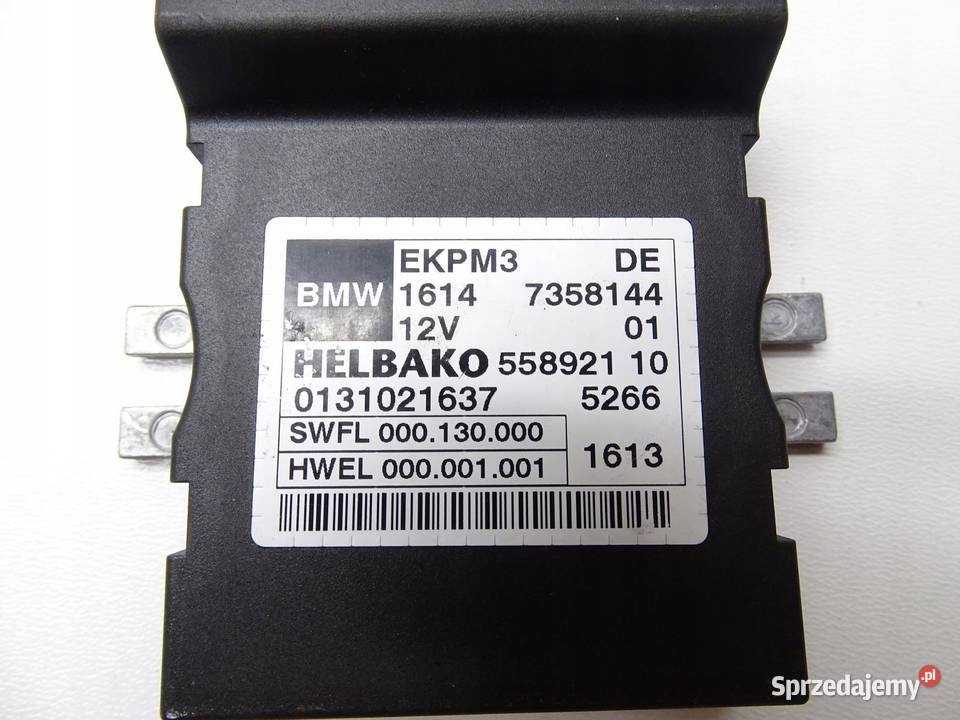 EKPM3 DE
BMW 1614 7358144
12V 01
HELBAKO 558921 10
0131021637 5266
SWFL 000.130.000
HWEL 000.001.001 1613
Sprzedajemy.pl